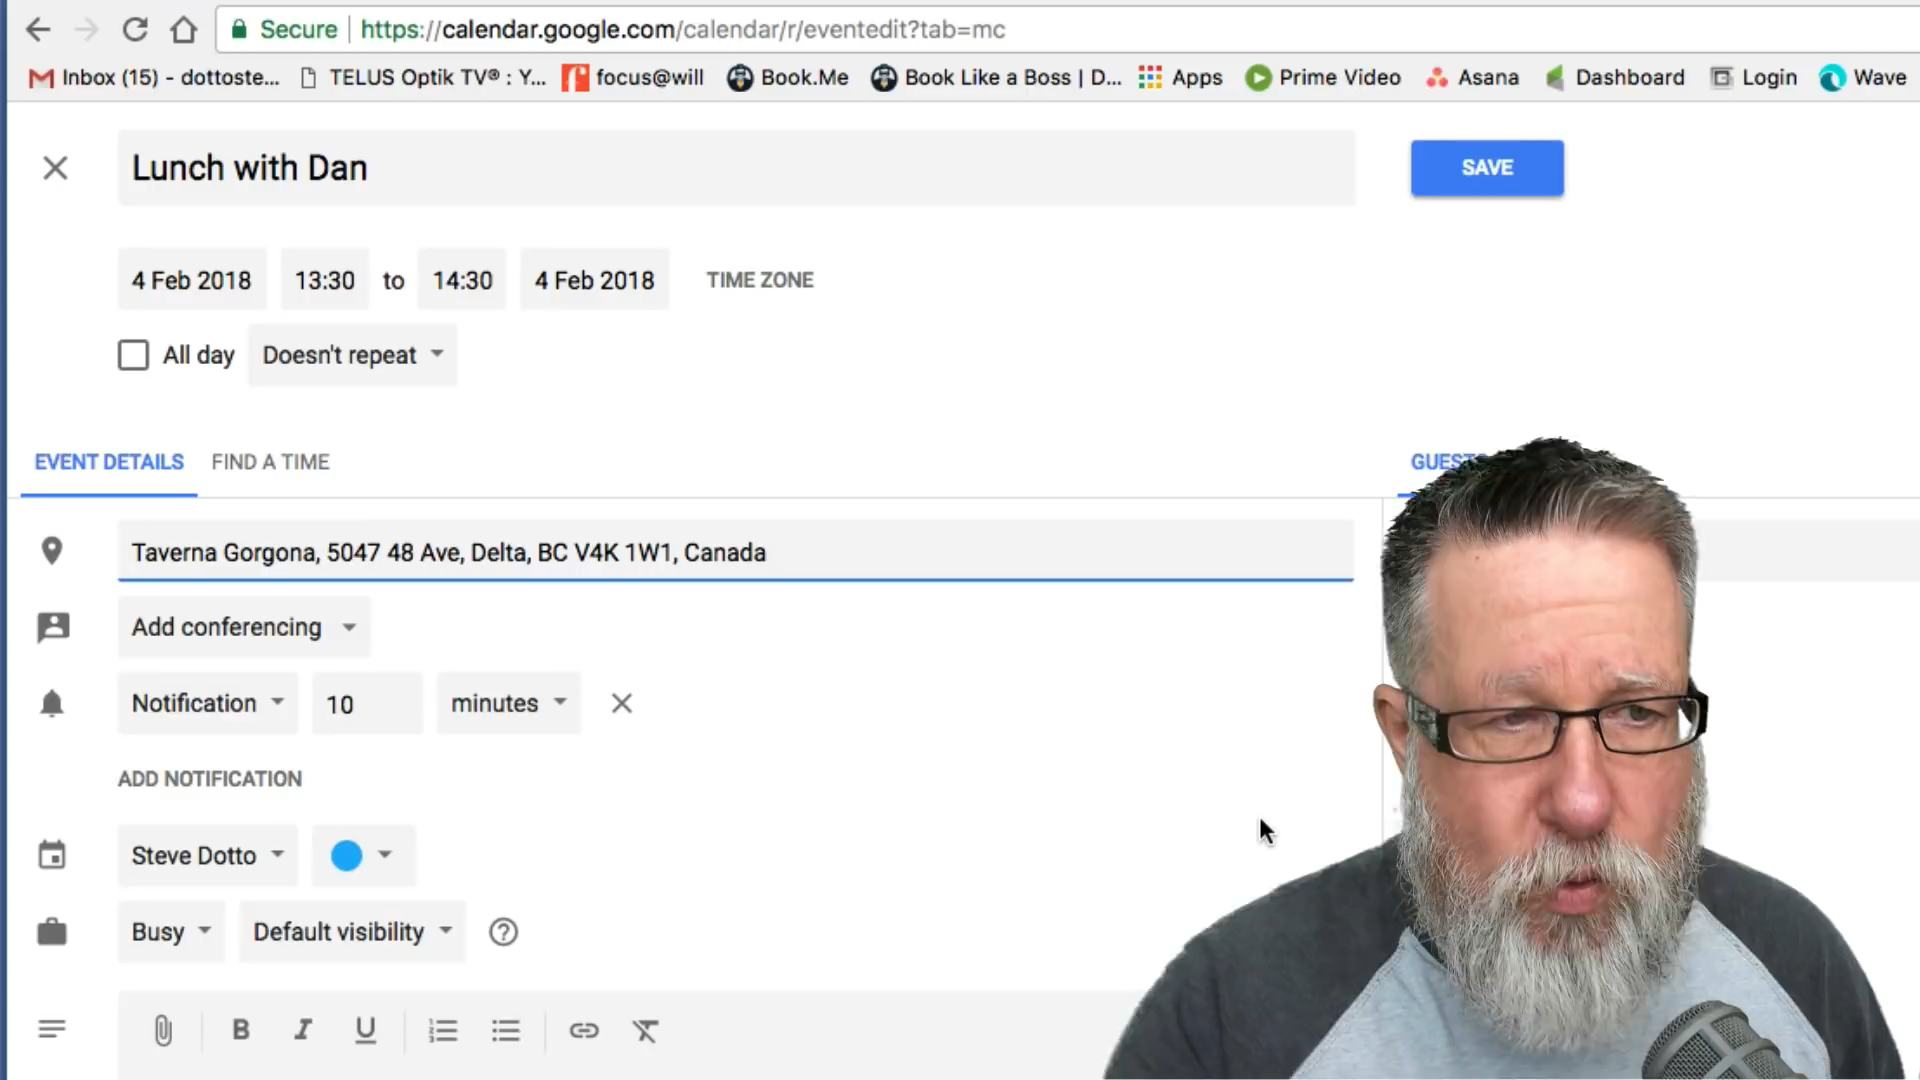 Secure https://calendar.google.com/calendar/r/eventedit?tab=mc
Inbox (15) - dottoste... TELUS Optik TV® : Y... focus@will Book.Me Book Like a Boss | D... Apps Prime Video Asana Dashboard Login Wave
Lunch with Dan
SAVE
4 Feb 2018 13:30 to 14:30 4 Feb 2018 TIME ZONE
All day Doesn't repeat
EVENT DETAILS FIND A TIME
Taverna Gorgona, 5047 48 Ave, Delta, BC V4K 1W1, Canada
Add conferencing
Notification 10 minutes
ADD NOTIFICATION
Steve Dotto
Busy Default visibility ?
B I U